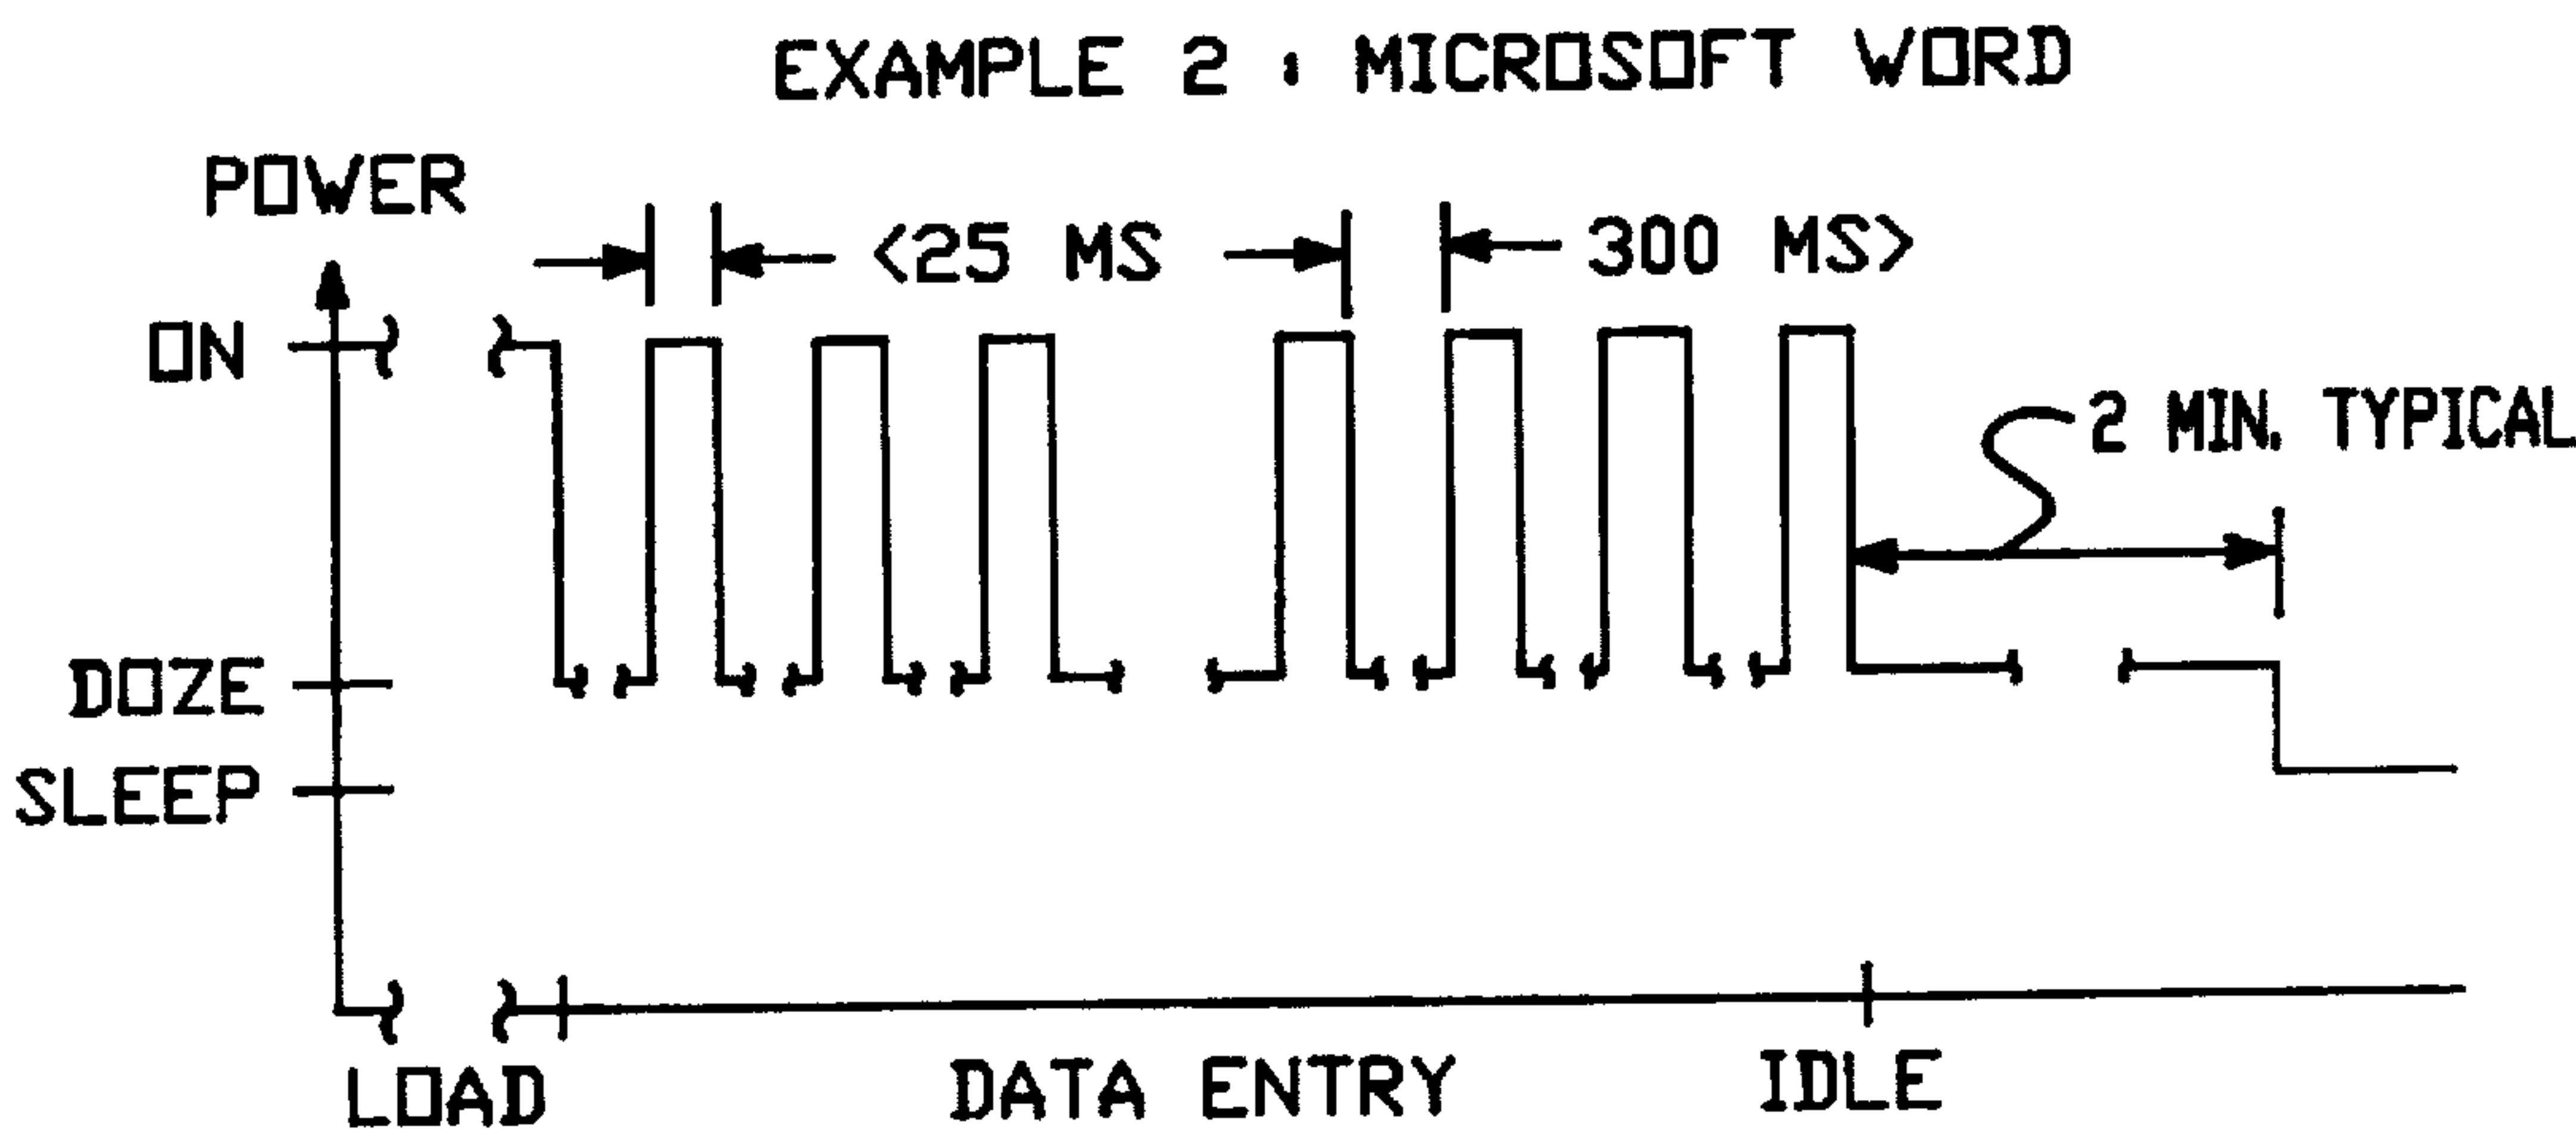 EXAMPLE 2 : MICROSOFT WORD
POWER
<25 MS
300 MS>
ON
2 MIN. TYPICAL
DOZE
SLEEP
LOAD
DATA ENTRY
IDLE